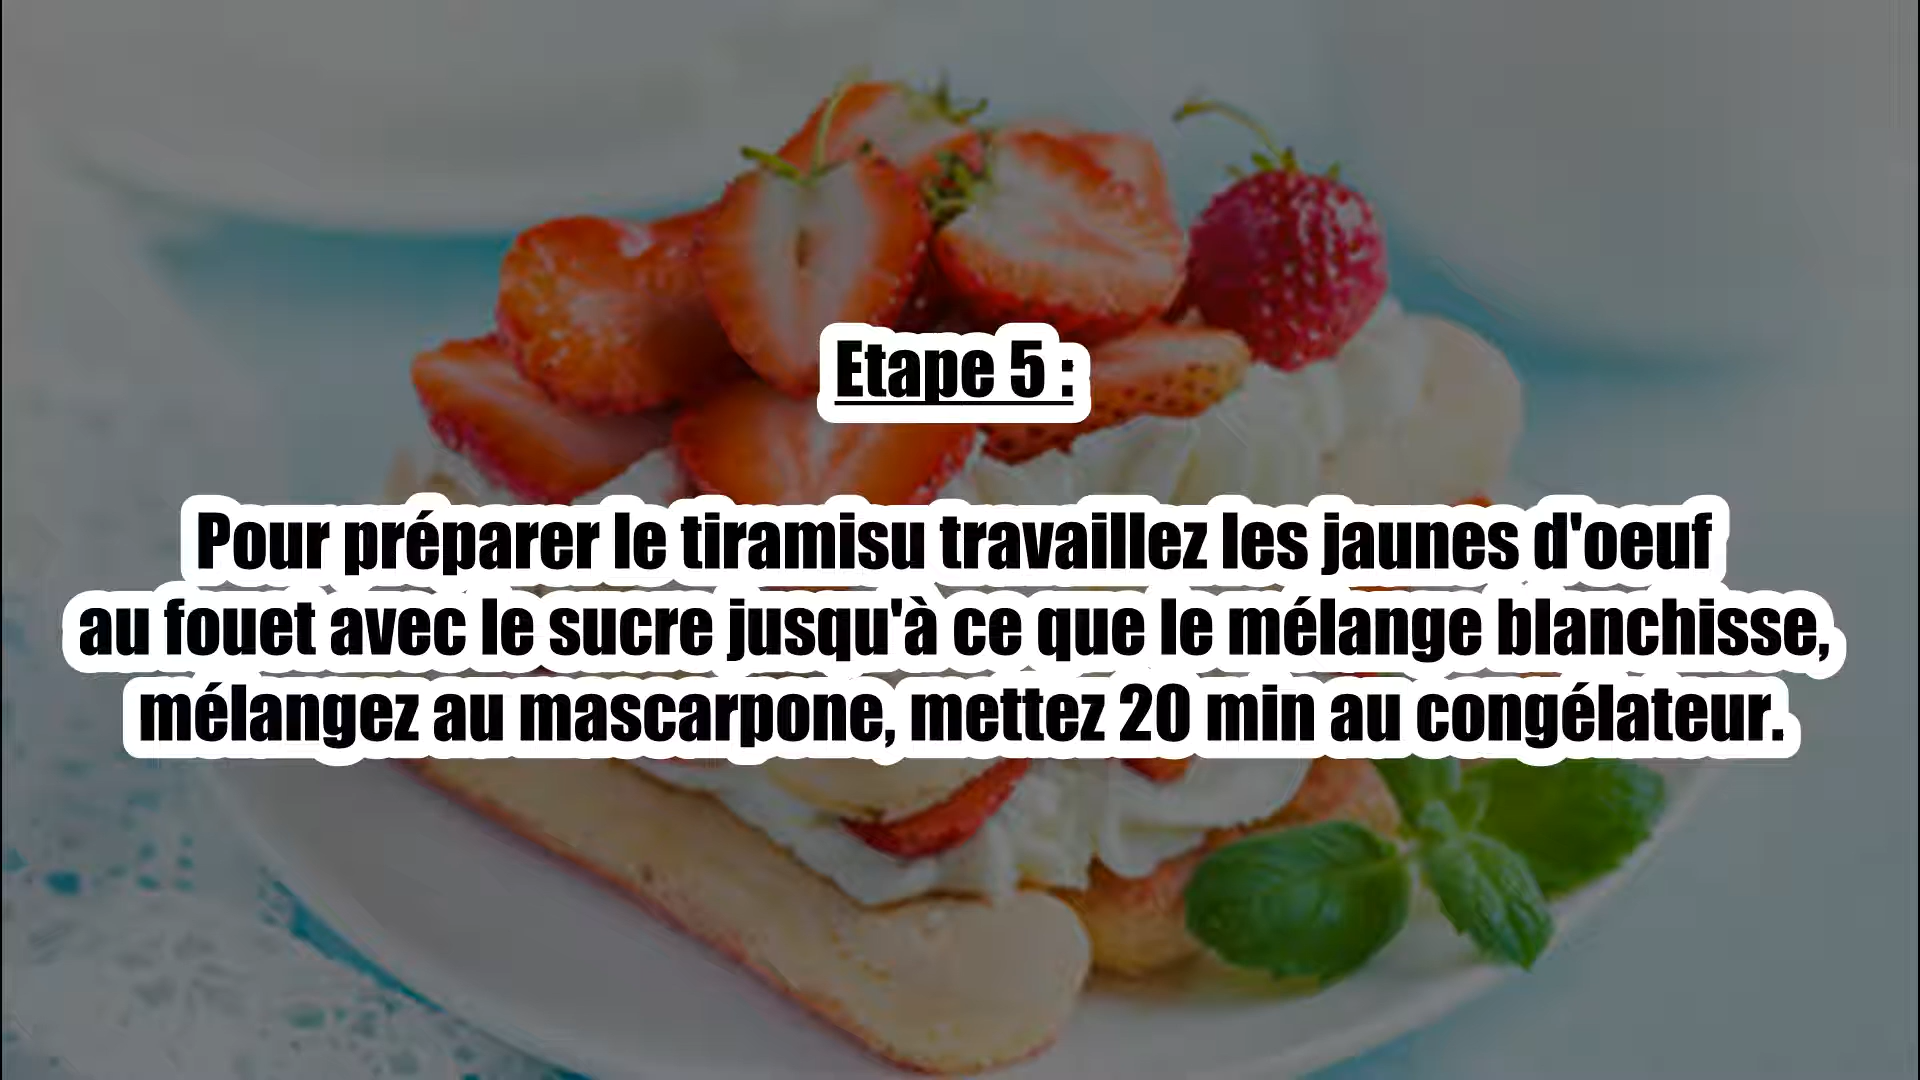 Etape 5 :
Pour préparer le tiramisu travaillez les jaunes d'oeuf
au fouet avec le sucre jusqu'à ce que le mélange blanchisse,
mélangez au mascarpone, mettez 20 min au congélateur.